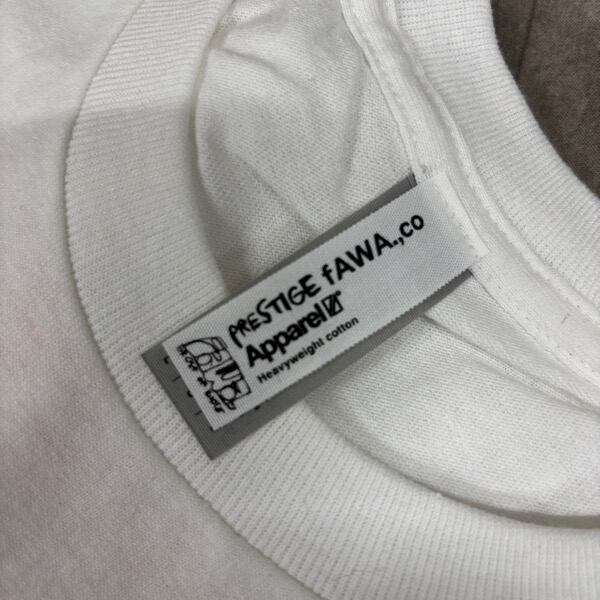 PRESTIGE fAWA.,CO
Apparel
Heavyweight cotton